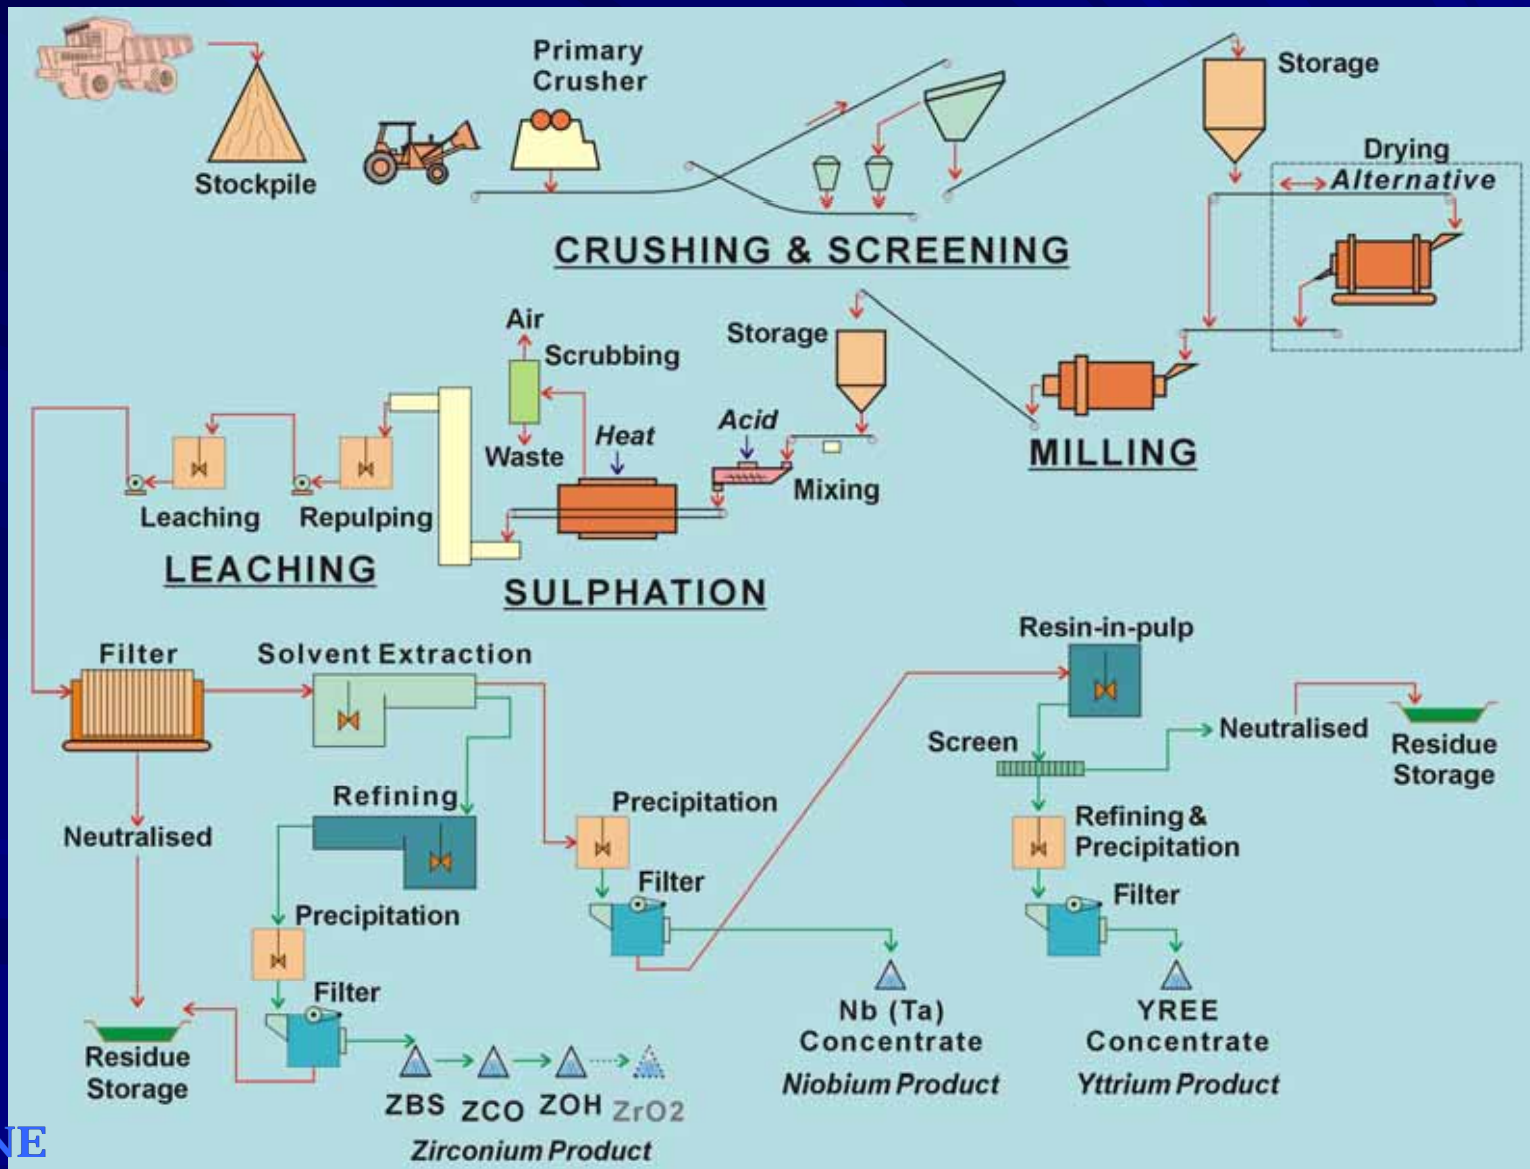 Primary
Crusher
Stockpile
Storage
Drying
Alternative
CRUSHING & SCREENING
Air
Scrubbing
Storage
Heat
Acid
Waste
Mixing
MILLING
Leaching
Repulping
LEACHING
SULPHATION
Filter
Solvent Extraction
Resin-in-pulp
Screen
Neutralised
Residue
Storage
Refining
Precipitation
Refining &
Precipitation
Neutralised
Filter
Filter
Precipitation
Filter
Nb (Ta)
Concentrate
Niobium Product
YREE
Concentrate
Yttrium Product
Residue
Storage
ZBS
ZCO
ZOH
ZrO2
Zirconium Product